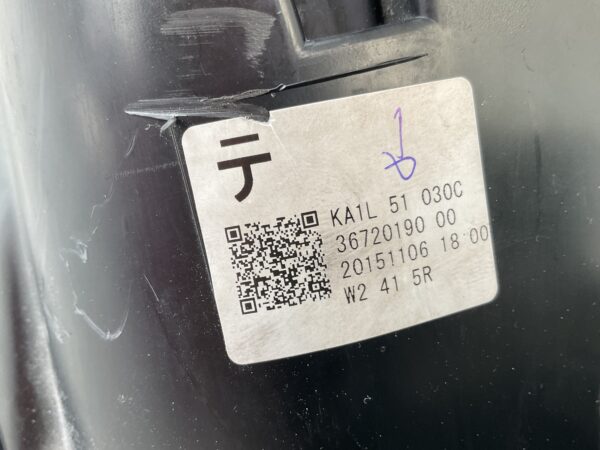 テ
KA1L 51 030C
36720190 00
20151106 18 00
W2 41 5R